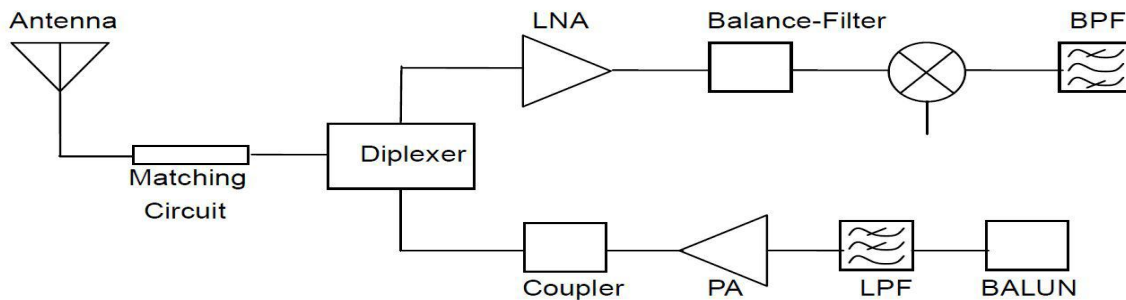 Antenna
LNA
Balance-Filter
BPF
Diplexer
Matching
Circuit
Coupler
PA
LPF
BALUN